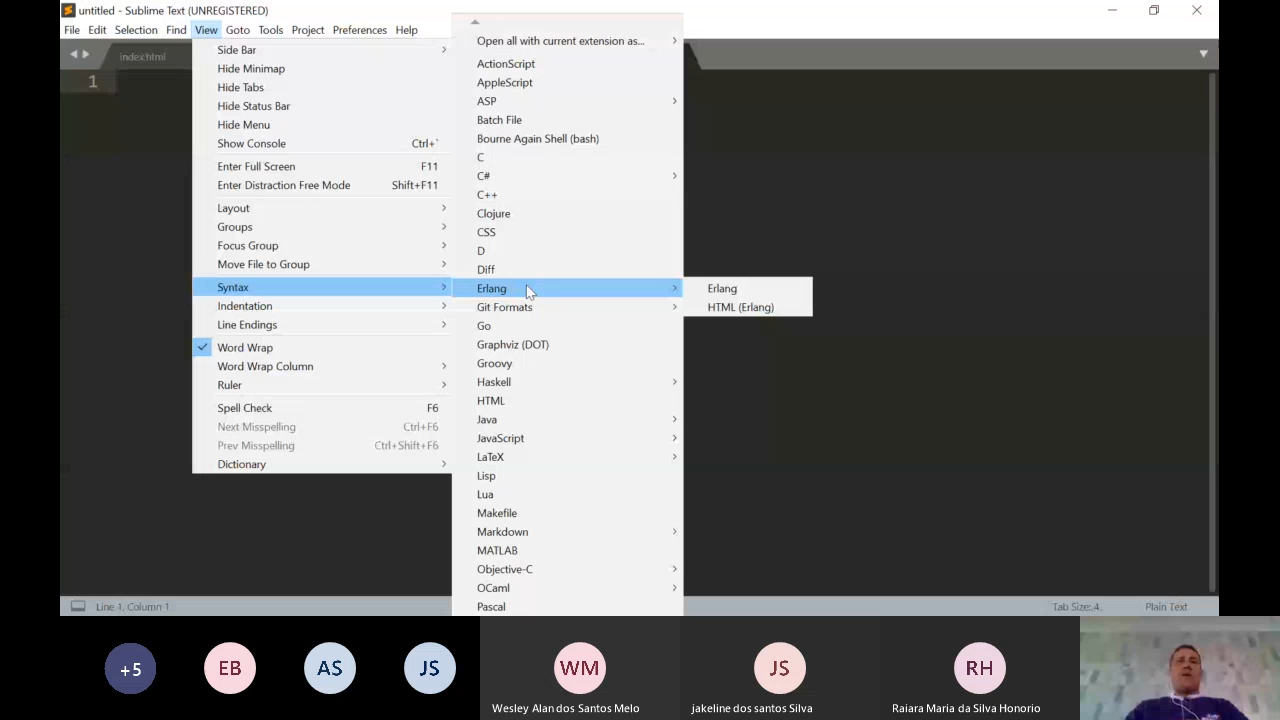 untitled - Sublime Text (UNREGISTERED)
File Edit Selection Find View Goto Tools Project Preferences Help
index.html
1
Side Bar
Hide Minimap
Hide Tabs
Hide Status Bar
Hide Menu
Show Console Ctrl+`
Enter Full Screen F11
Enter Distraction Free Mode Shift+F11
Layout
Groups
Focus Group
Move File to Group
Syntax
Indentation
Line Endings
Word Wrap
Word Wrap Column
Ruler
Spell Check F6
Next Misspelling Ctrl+F6
Prev Misspelling Ctrl+Shift+F6
Dictionary
Open all with current extension as...
ActionScript
AppleScript
ASP
Batch File
Bourne Again Shell (bash)
C
C#
C++
Clojure
CSS
D
Diff
Erlang
Git Formats
Go
Graphviz (DOT)
Groovy
Haskell
HTML
Java
JavaScript
LaTeX
Lisp
Lua
Makefile
Markdown
MATLAB
Objective-C
OCaml
Pascal
Erlang
HTML (Erlang)
Line 1, Column 1
Tab Size: 4
Plain Text
+5
EB
AS
JS
WM
Wesley Alan dos Santos Melo
JS
jakeline dos santos Silva
RH
Raiara Maria da Silva Honorio